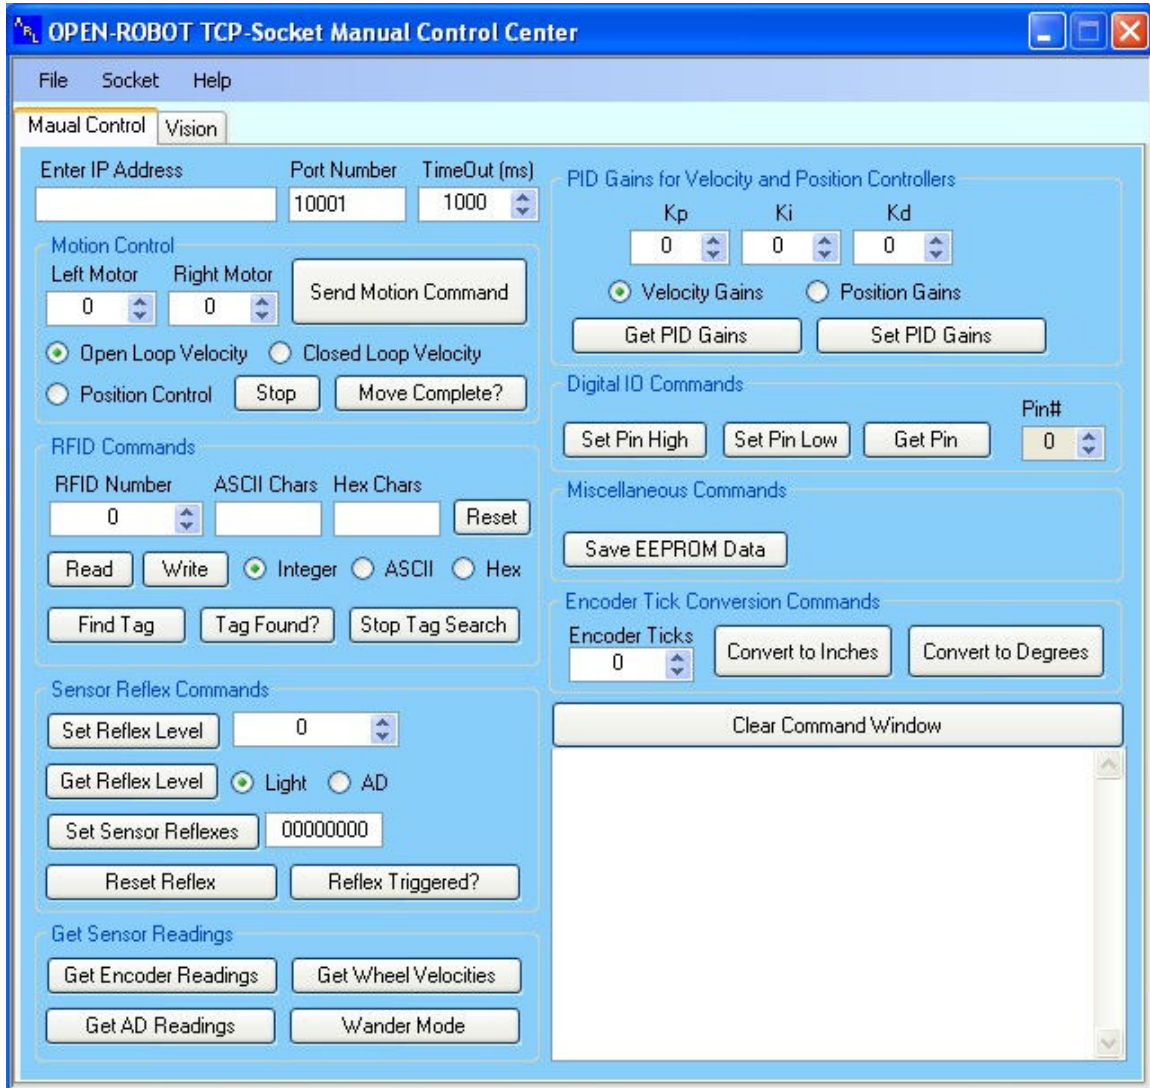 ARL OPEN-ROBOT TCP-Socket Manual Control Center
File Socket Help
Maual Control Vision
Enter IP Address Port Number TimeOut (ms)
10001 1000
Motion Control
Left Motor Right Motor
0 0 Send Motion Command
Open Loop Velocity Closed Loop Velocity
Position Control Stop Move Complete?
RFID Commands
RFID Number ASCII Chars Hex Chars
0 Reset
Read Write Integer ASCII Hex
Find Tag Tag Found? Stop Tag Search
Sensor Reflex Commands
Set Reflex Level 0
Get Reflex Level Light AD
Set Sensor Reflexes 00000000
Reset Reflex Reflex Triggered?
Get Sensor Readings
Get Encoder Readings Get Wheel Velocities
Get AD Readings Wander Mode
PID Gains for Velocity and Position Controllers
Kp Ki Kd
0 0 0
Velocity Gains Position Gains
Get PID Gains Set PID Gains
Digital IO Commands
Pin#
Set Pin High Set Pin Low Get Pin 0
Miscellaneous Commands
Save EEPROM Data
Encoder Tick Conversion Commands
Encoder Ticks
0 Convert to Inches Convert to Degrees
Clear Command Window